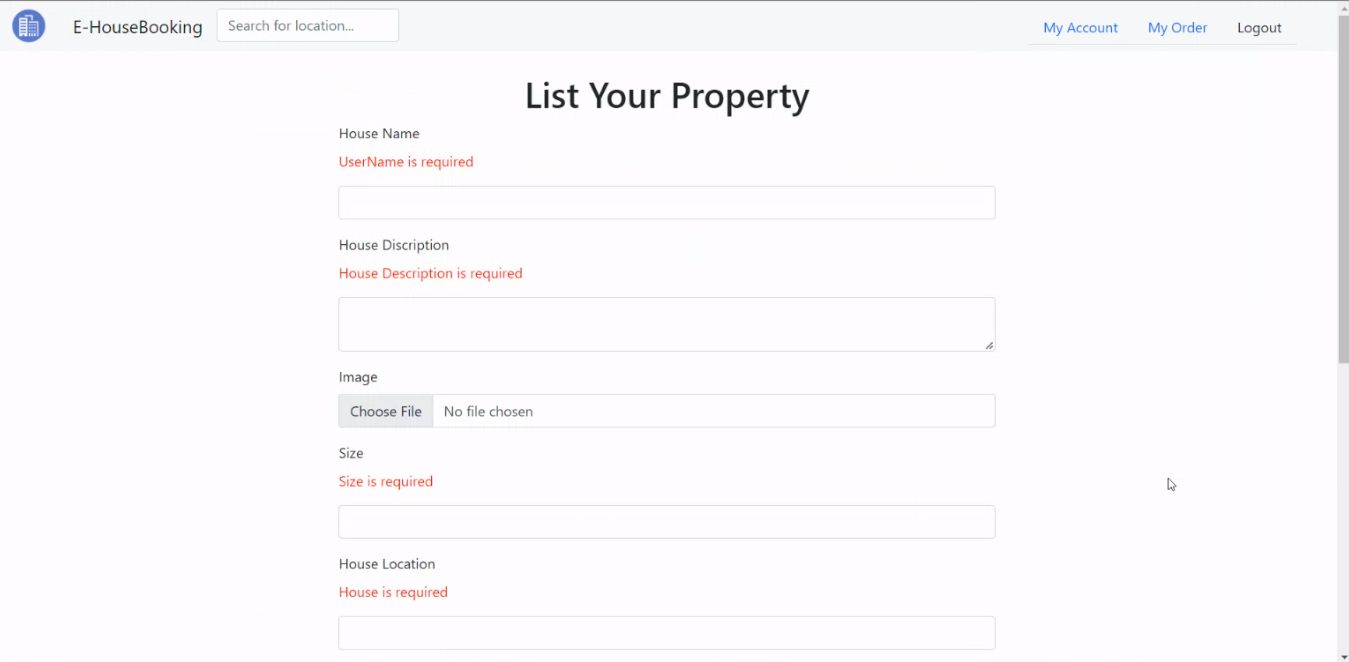 E-HouseBooking Search for location... My Account My Order Logout
List Your Property
House Name
UserName is required
House Discription
House Description is required
Image
Choose File No file chosen
Size
Size is required
House Location
House is required